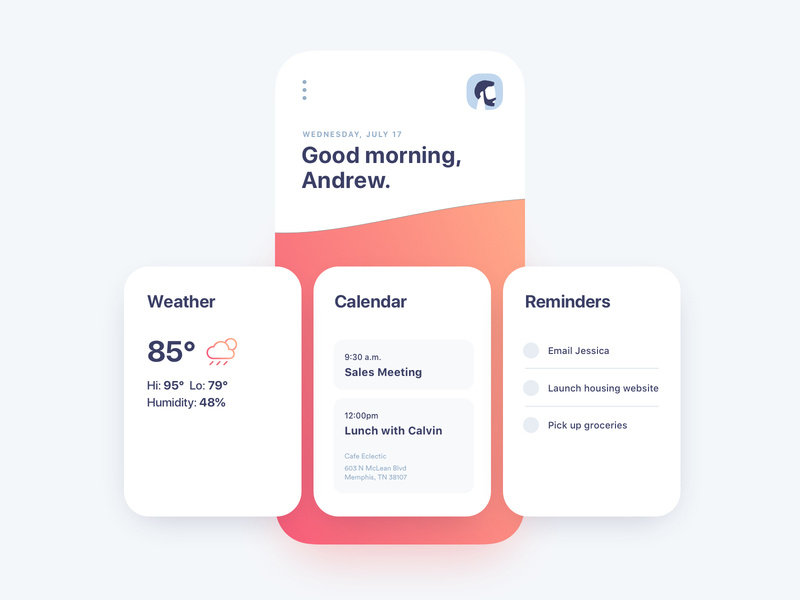 WEDNESDAY, JULY 17
Good morning,
Andrew.
Weather
85°
Hi: 95° Lo: 79°
Humidity: 48%
Calendar
9:30 a.m.
Sales Meeting
12:00pm
Lunch with Calvin
Cafe Eclectic
603 N McLean Blvd
Memphis, TN 38107
Reminders
Email Jessica
Launch housing website
Pick up groceries